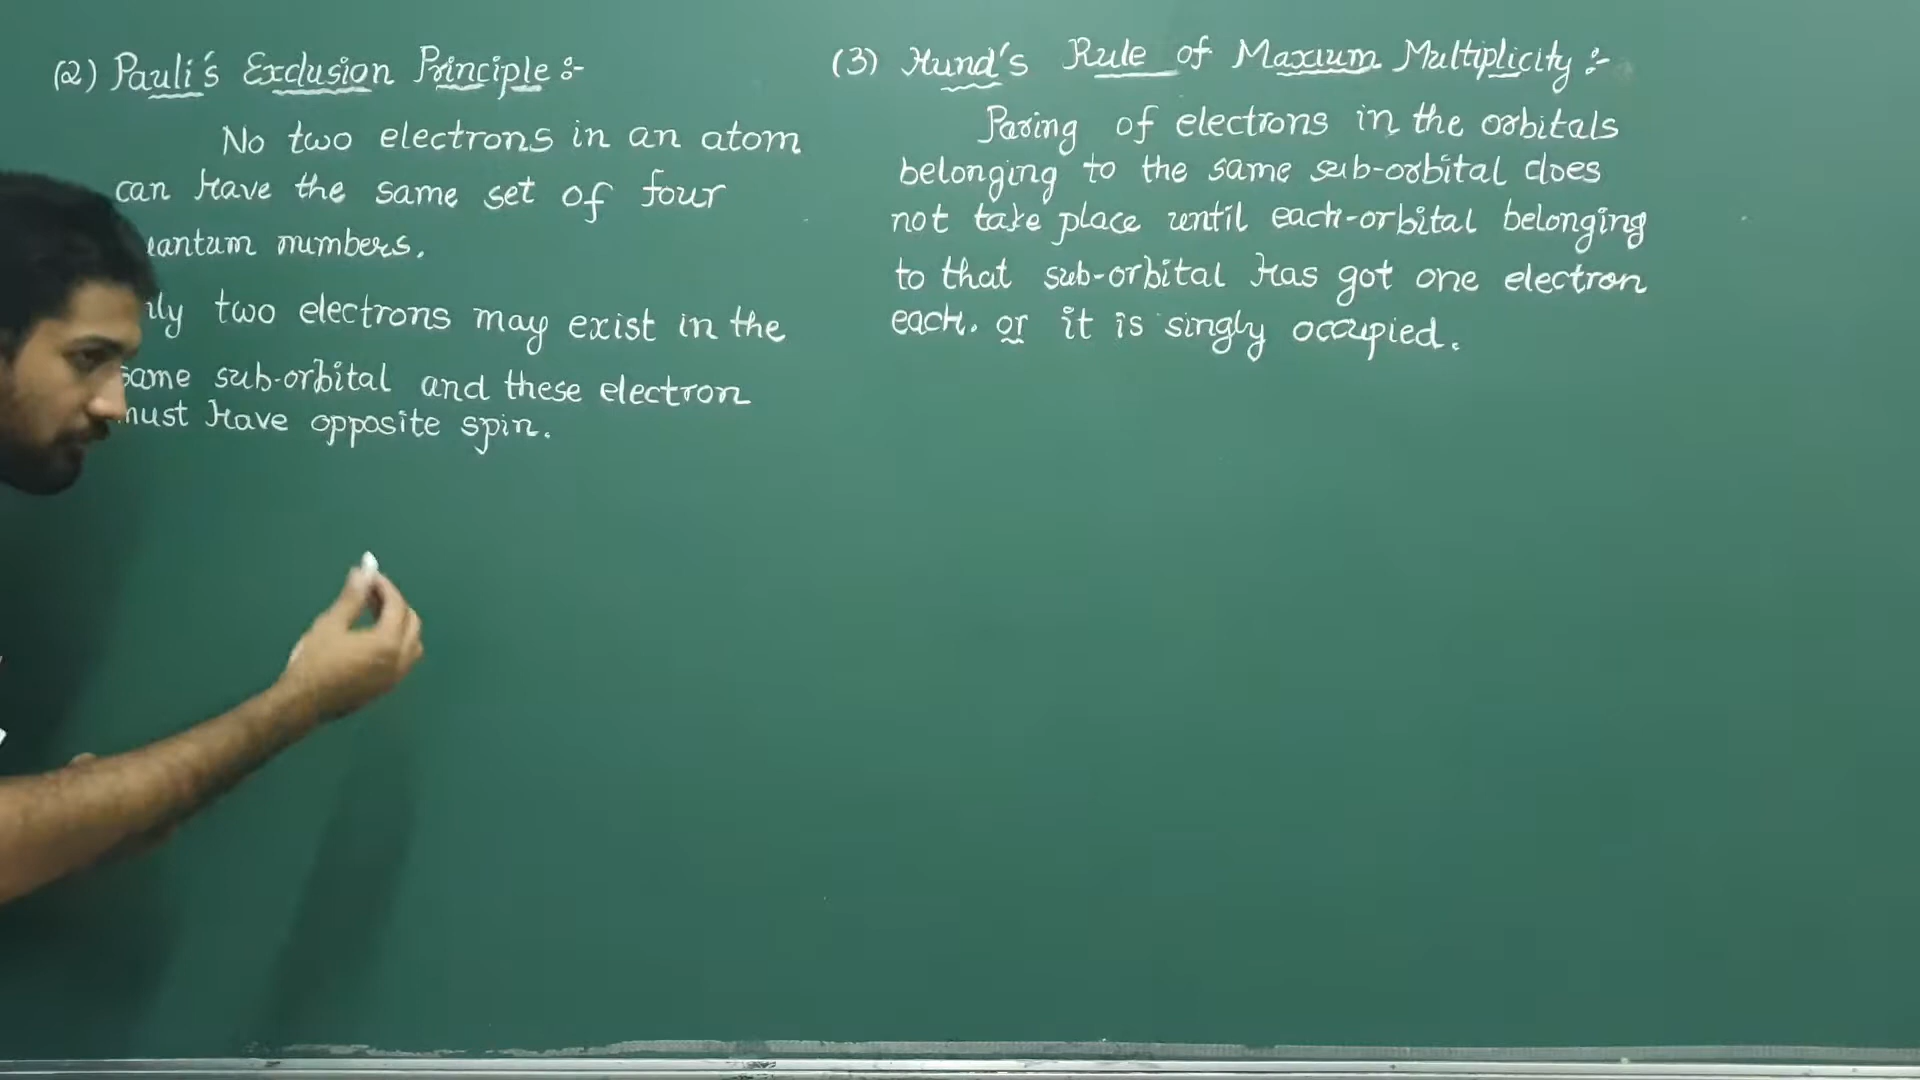 (2) Pauli's Exclusion Principle :-
No two electrons in an atom
can have the same set of four
antum numbers.
ly two electrons may exist in the
same sub-orbital and these electron
must have opposite spin.
(3) Hund's Rule of Maxium Multiplicity :-
Paring of electrons in the orbitals
belonging to the same sub-orbital does
not take place until each-orbital belonging
to that sub-orbital has got one electron
each. or it is singly occupied.